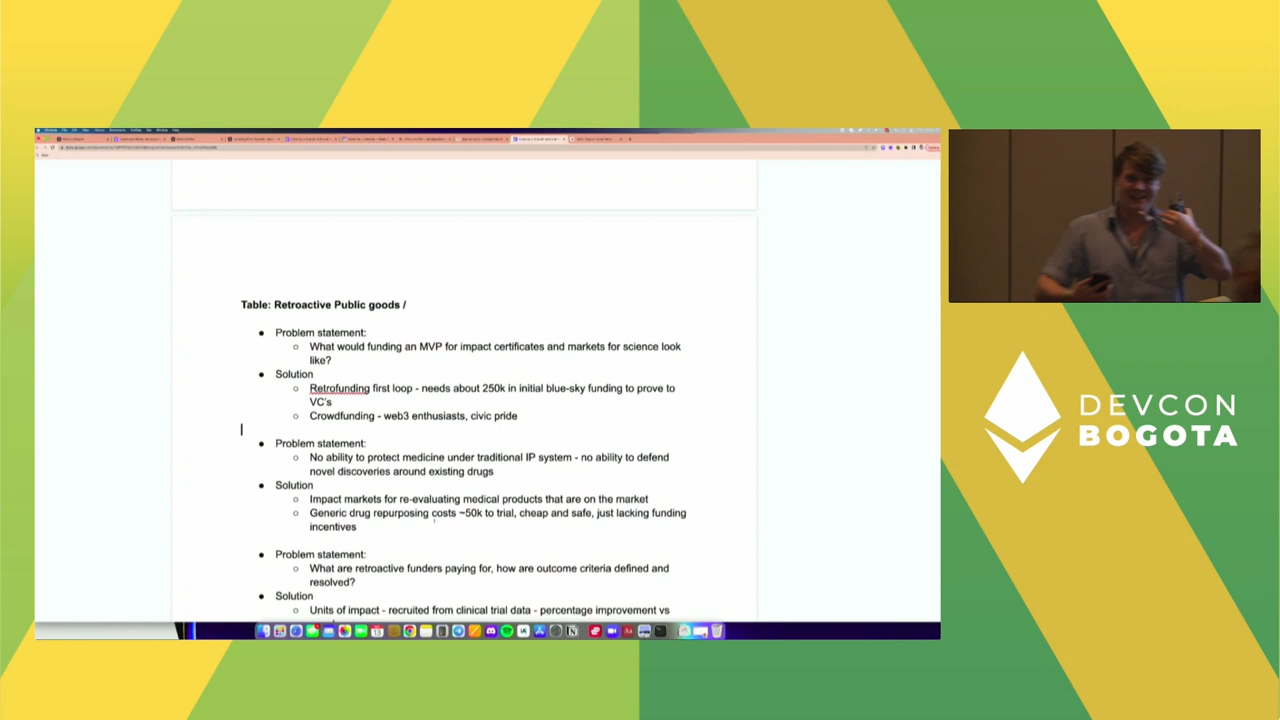 Table: Retroactive Public goods /
● Problem statement:
○ What would funding an MVP for impact certificates and markets for science look
like?
● Solution
○ Retrofunding first loop - needs about 250k in initial blue-sky funding to prove to
VC's
○ Crowdfunding - web3 enthusiasts, civic pride
● Problem statement:
○ No ability to protect medicine under traditional IP system - no ability to defend
novel discoveries around existing drugs
● Solution
○ Impact markets for re-evaluating medical products that are on the market
○ Generic drug repurposing costs ~50k to trial, cheap and safe, just lacking funding
incentives
● Problem statement:
○ What are retroactive funders paying for, how are outcome criteria defined and
resolved?
● Solution
○ Units of impact - recruited from clinical trial data - percentage improvement vs
DEVCON
BOGOTA